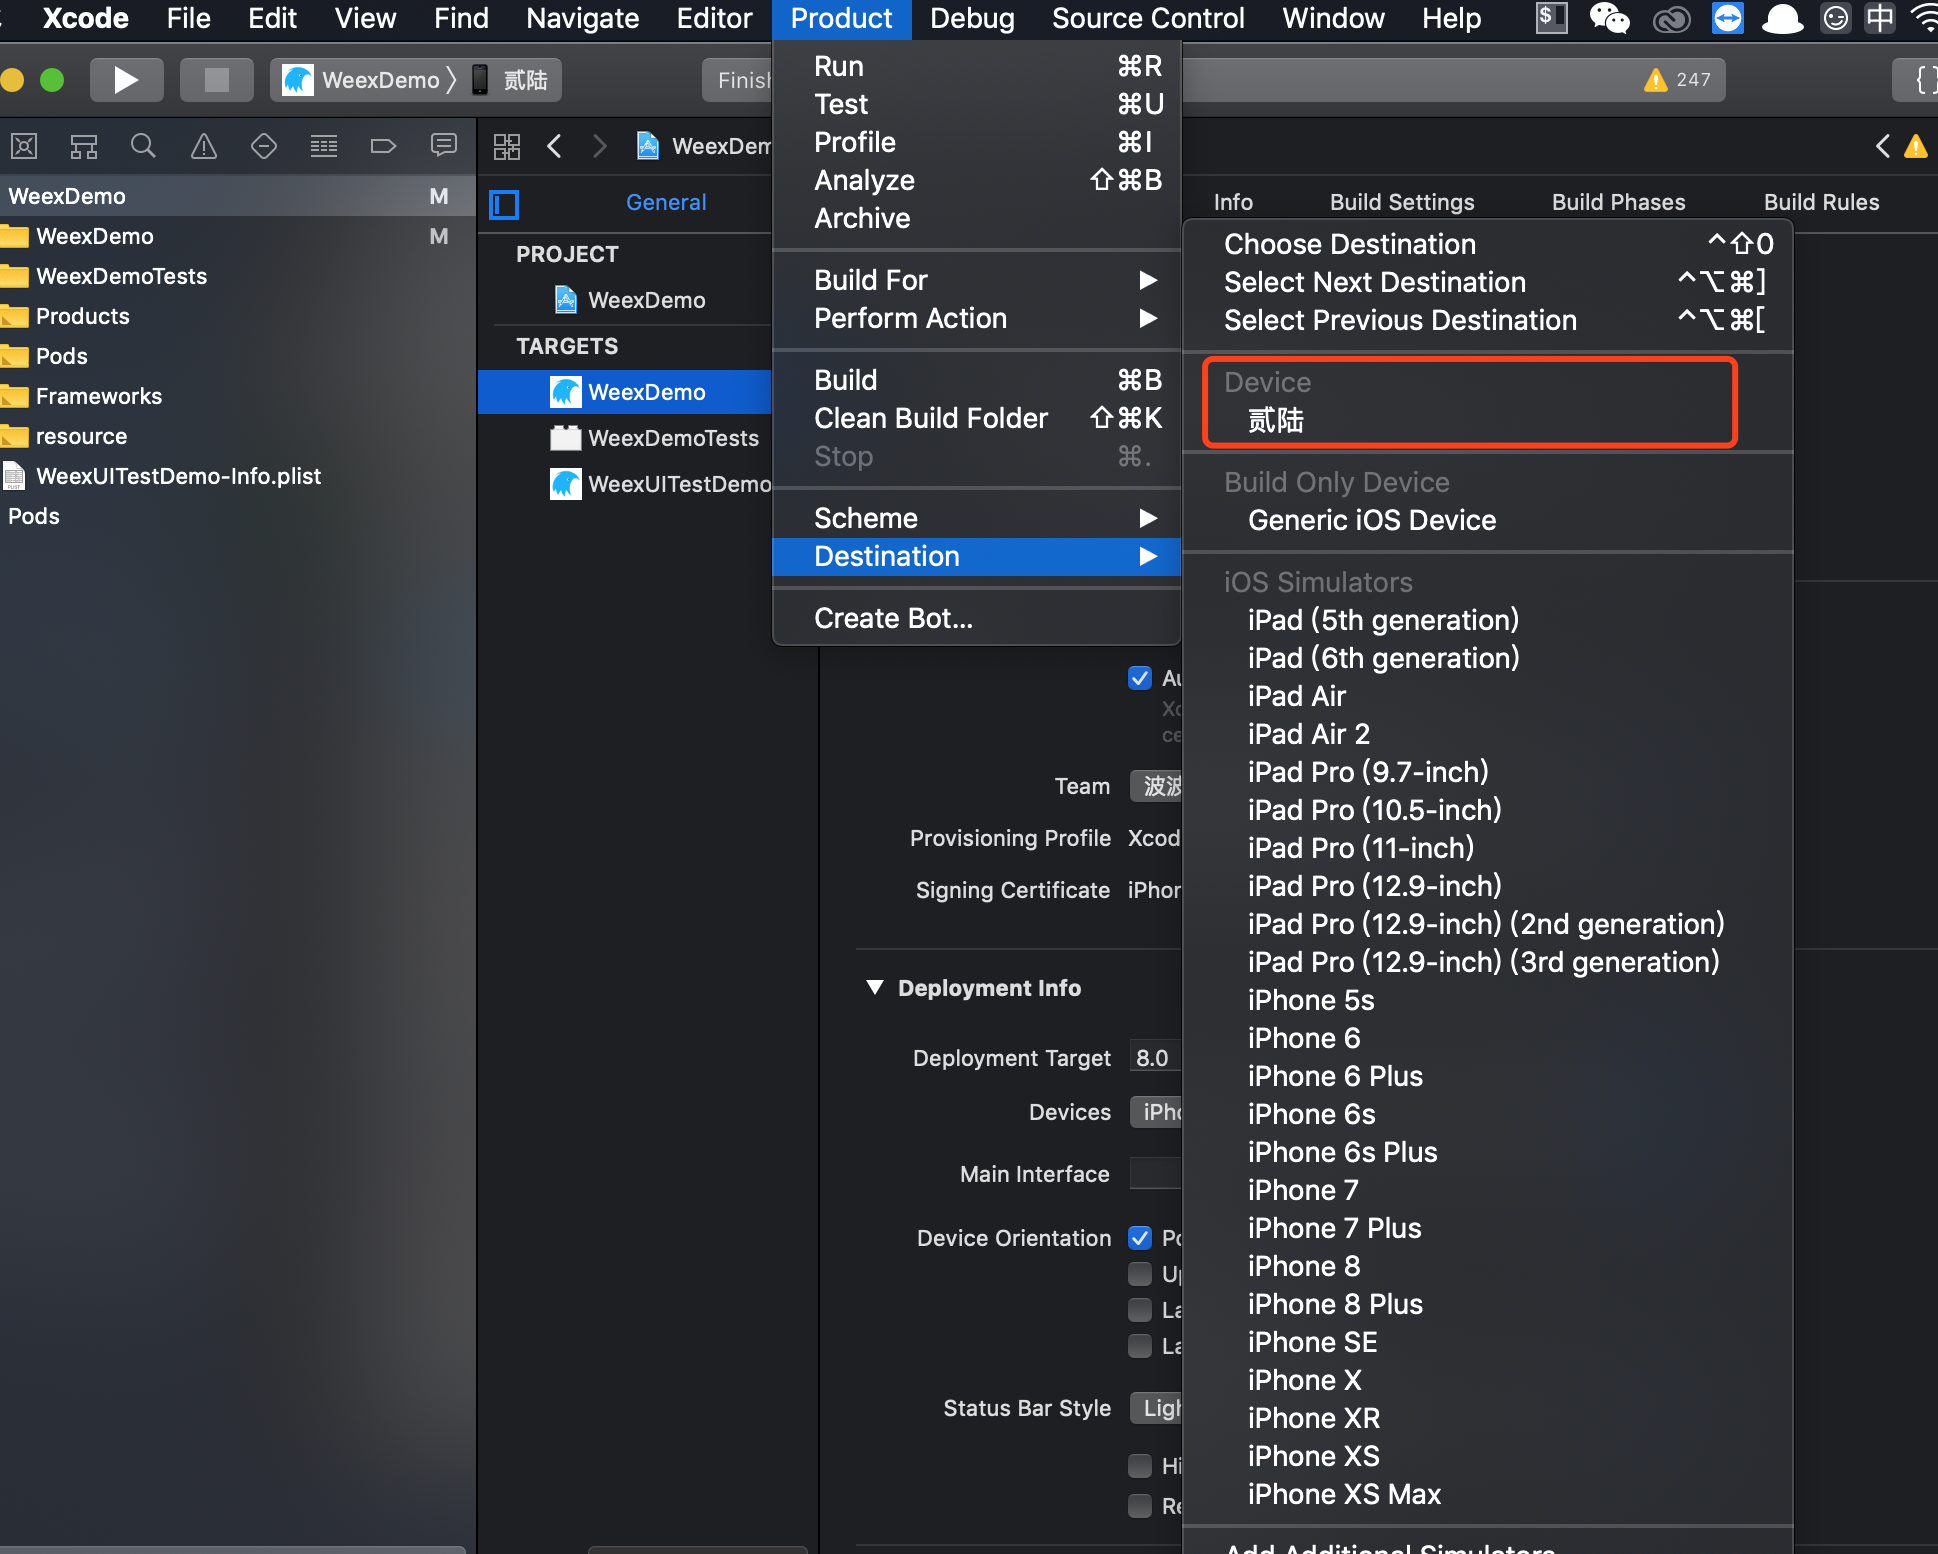 Xcode File Edit View Find Navigate Editor Product Debug Source Control Window Help $ 中
WeexDemo 贰陆 Finish 247 {}
WeexDem
WeexDemo M
WeexDemo M
WeexDemoTests
Products
Pods
Frameworks
resource
WeexUITestDemo-Info.plist
Pods
General Info Build Settings Build Phases Build Rules
PROJECT
WeexDemo
TARGETS
WeexDemo
WeexDemoTests
WeexUITestDemo
Run ⌘R
Test ⌘U
Profile ⌘I
Analyze ⇧⌘B
Archive
Build For ▶
Perform Action ▶
Build ⌘B
Clean Build Folder ⇧⌘K
Stop ⌘.
Scheme ▶
Destination ▶
Create Bot...
Choose Destination ^⇧0
Select Next Destination ^⌥⌘]
Select Previous Destination ^⌥⌘[
Device
贰陆
Build Only Device
Generic iOS Device
iOS Simulators
iPad (5th generation)
iPad (6th generation)
iPad Air
iPad Air 2
iPad Pro (9.7-inch)
iPad Pro (10.5-inch)
iPad Pro (11-inch)
iPad Pro (12.9-inch)
iPad Pro (12.9-inch) (2nd generation)
iPad Pro (12.9-inch) (3rd generation)
iPhone 5s
iPhone 6
iPhone 6 Plus
iPhone 6s
iPhone 6s Plus
iPhone 7
iPhone 7 Plus
iPhone 8
iPhone 8 Plus
iPhone SE
iPhone X
iPhone XR
iPhone XS
iPhone XS Max
Add Additional Simulators
Au
Xc
ce
Team 波波
Provisioning Profile Xcod
Signing Certificate iPhon
▼ Deployment Info
Deployment Target 8.0
Devices iPho
Main Interface
Device Orientation Po
Up
La
La
Status Bar Style Ligh
Hi
Re